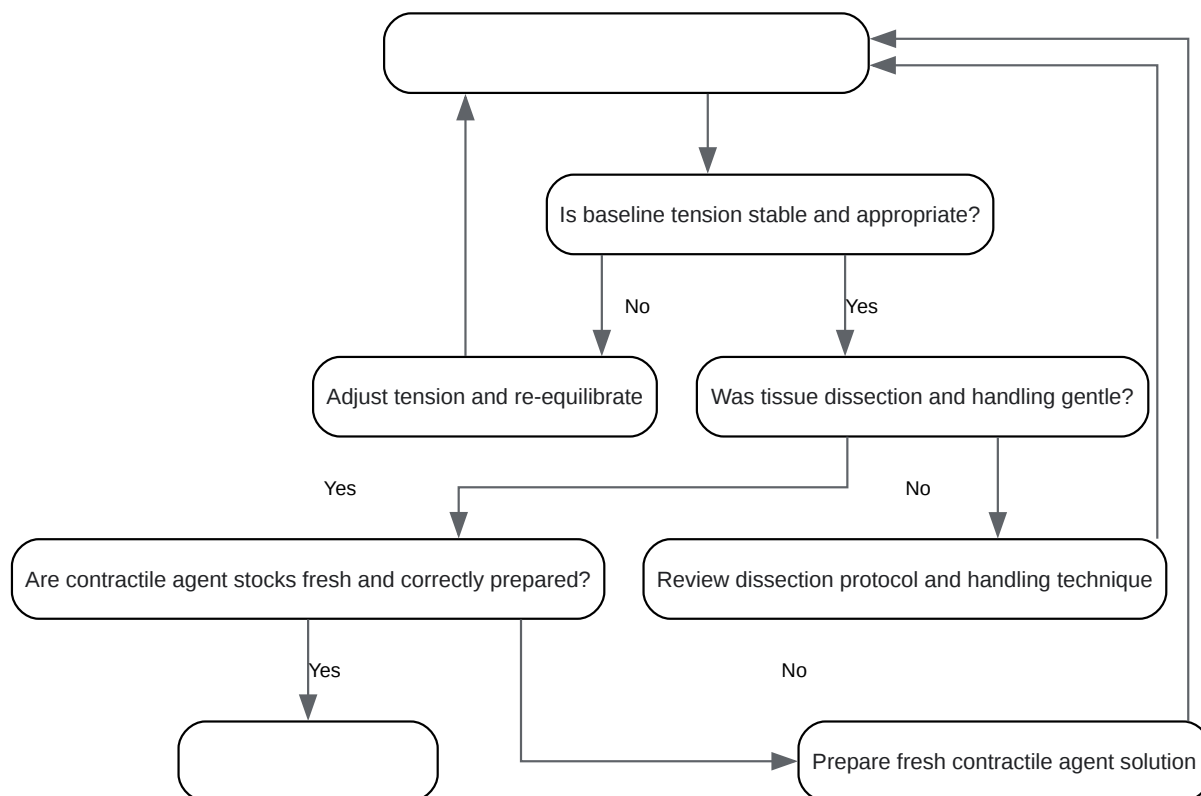 Is baseline tension stable and appropriate?
No
Yes
Adjust tension and re-equilibrate
Was tissue dissection and handling gentle?
Yes
No
Are contractile agent stocks fresh and correctly prepared?
Review dissection protocol and handling technique
Yes
No
Prepare fresh contractile agent solution